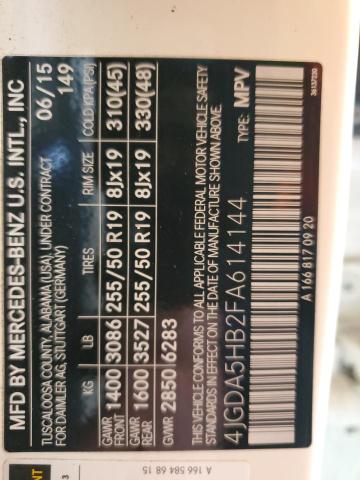 MFD BY MERCEDES-BENZ U.S. INTL., INC
TUSCALOOSA COUNTY, ALABAMA (USA), UNDER CONTRACT 06/15
FOR DAIMLER AG, STUTTGART (GERMANY) 149
KG LB TIRES RIM SIZE COLD KPA (PSI)
GAWR FRONT 1400 3086 255/50 R19 8Jx19 310(45)
GAWR REAR 1600 3527 255/50 R19 8Jx19 330(48)
GVWR 2850 6283
THIS VEHICLE CONFORMS TO ALL APPLICABLE FEDERAL MOTOR VEHICLE SAFETY
STANDARDS IN EFFECT ON THE DATE OF MANUFACTURE SHOWN ABOVE.
4JGDA5HB2FA614144 TYPE: MPV
A 166 817 09 20
36137230
A 166 584 68 15